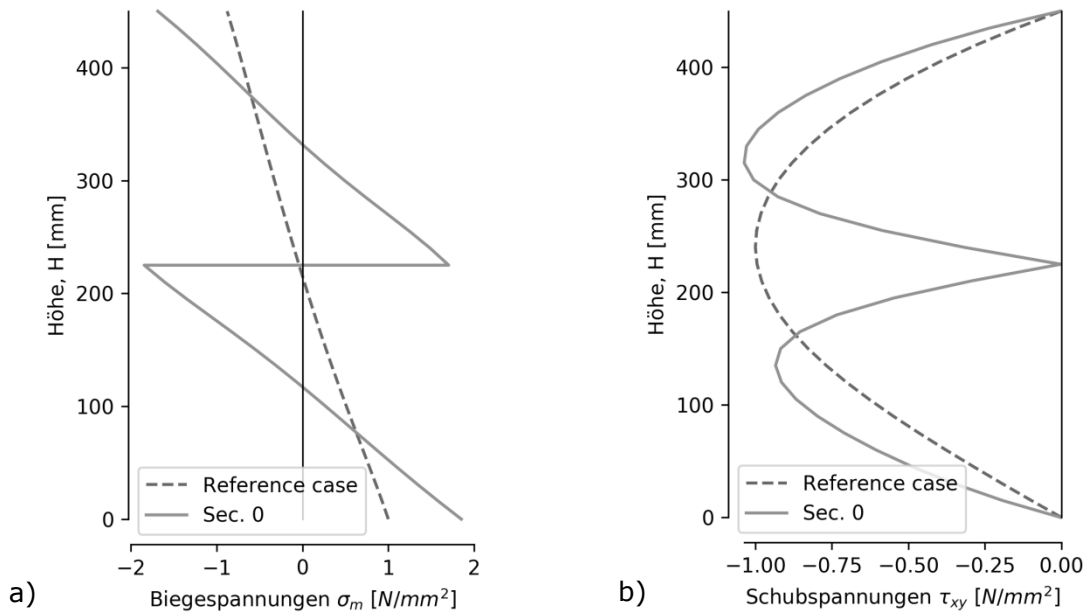 400
300
200
100
0
Höhe, H [mm]
Reference case
Sec. 0
−2
−1
0
1
2
Biegespannungen σₘ [N/mm²]
a)
400
300
200
100
0
Höhe, H [mm]
Reference case
Sec. 0
−1.00
−0.75
−0.50
−0.25
0.00
Schubspannungen τxy [N/mm²]
b)